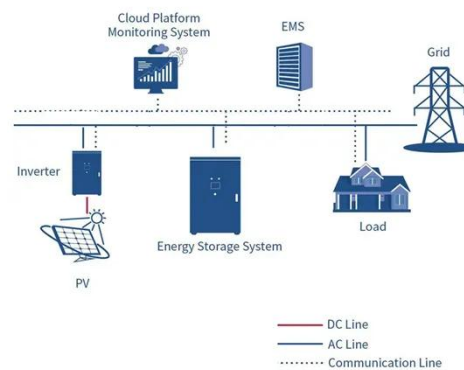 Cloud Platform
Monitoring System
EMS
Grid
Inverter
Energy Storage System
Load
PV
DC Line
AC Line
Communication Line